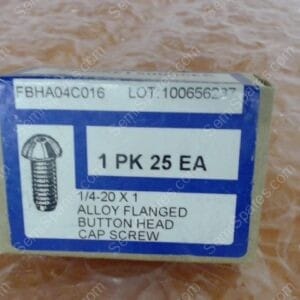 FBHA04C016 LOT:100656237
1 PK 25 EA
1/4-20 X 1
ALLOY FLANGED
BUTTON HEAD
CAP SCREW